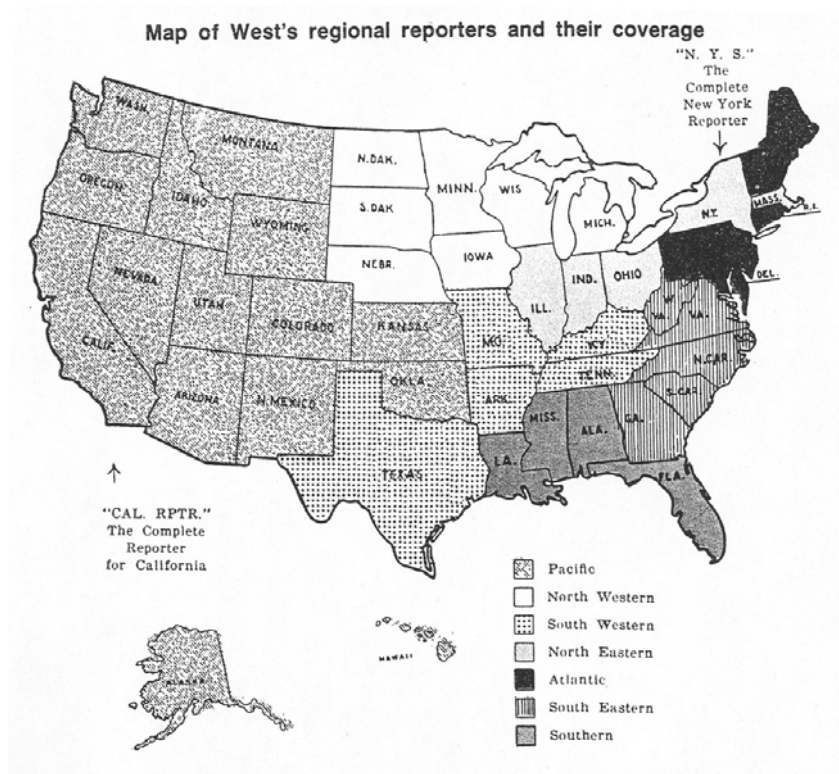 Map of West's regional reporters and their coverage
"N. Y. S."
The
Complete
New York
Reporter
WASH.
MONTANA
N.DAK.
MINN.
OREGON.
IDAHO
S.DAK
WIS
MICH.
N.Y.
MASS.
R.I.
WYOMING
NEBR.
IOWA
NEVADA
UTAH
COLORADO
KANSAS
MO.
ILL.
IND.
OHIO
DEL.
W
VA.
VA.
KY.
CALIF.
ARIZONA
N.MEXICO
OKLA.
ARK.
TENN.
N.CAR.
S.CAR.
TEXAS
LA.
MISS.
ALA.
GA.
FLA.
"CAL. RPTR."
The Complete
Reporter
for California
Pacific
North Western
South Western
North Eastern
Atlantic
South Eastern
Southern
HAWAII
ALASKA